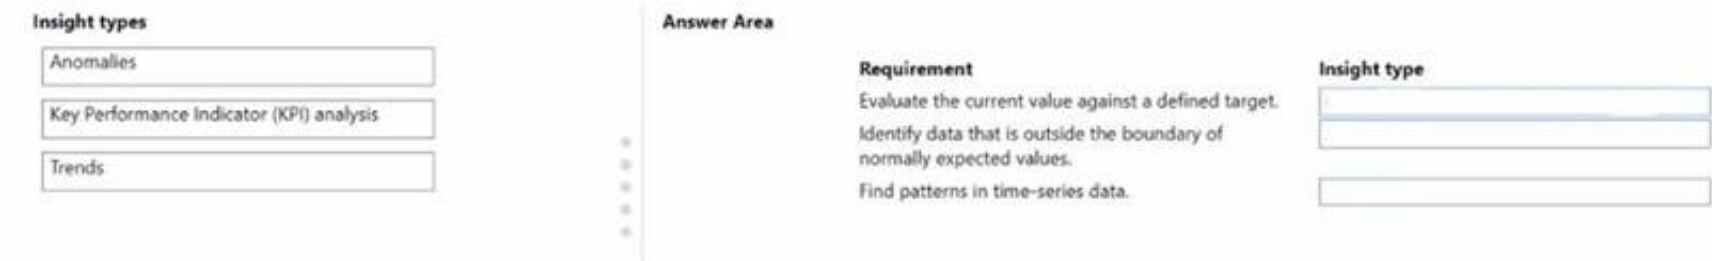 Insight types
Anomalies
Key Performance Indicator (KPI) analysis
Trends
Answer Area
Requirement
Insight type
Evaluate the current value against a defined target.
Identify data that is outside the boundary of
normally expected values.
Find patterns in time-series data.